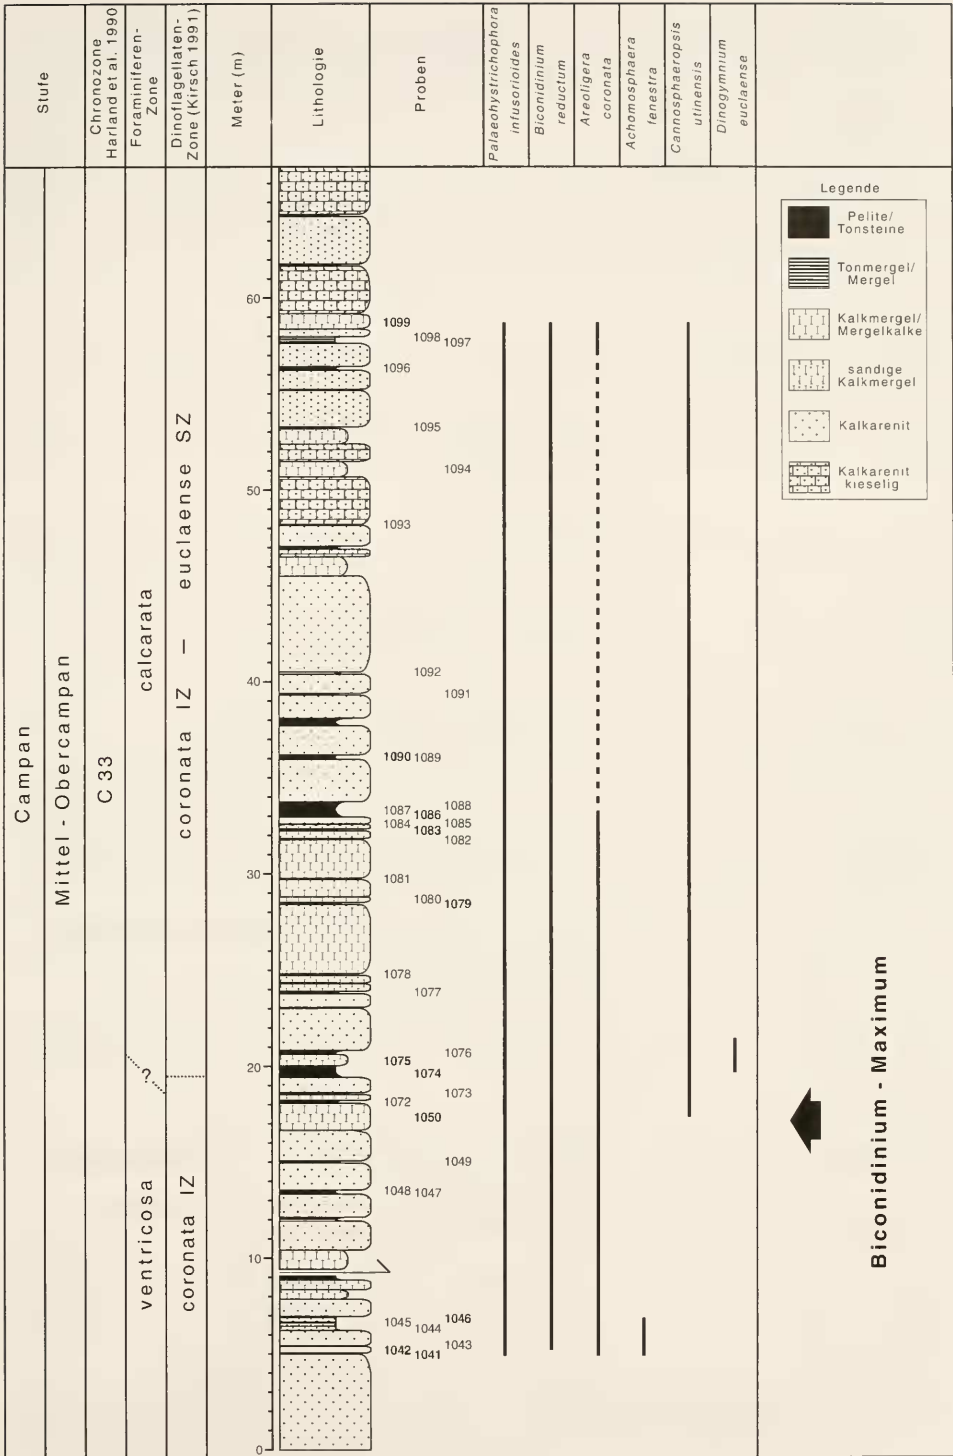 Stufe
Chronozone
Harland et al. 1990
Foraminiferen-
Zone
Dinoflagellaten-
Zone (Kirsch 1991)
Meter (m)
Lithologie
Proben
Palaeohystrichophora
infusorioides
Biconidinium
reductum
Areoligera
coronata
Achomosphaera
fenestra
Cannosphaeropsis
utinensis
Dinogymnium
euclaense
Campan
Mittel - Obercampan
C 33
calcarata
?
ventricosa
coronata IZ — euclaense SZ
coronata IZ
60
50
40
30
20
10
0
1099
1098 1097
1096
1095
1094
1093
1092
1091
1090 1089
1088
1087 1086
1084 1085
1083
1082
1081
1080 1079
1078
1077
1076
1075
1074
1073
1072
1050
1049
1048 1047
1046
1045 1044
1043
1042 1041
Legende
Pelite/
Tonsteine
Tonmergel/
Mergel
Kalkmergel/
Mergelkalke
sandige
Kalkmergel
Kalkarenit
Kalkarenit
kieselig
Biconidinium - Maximum